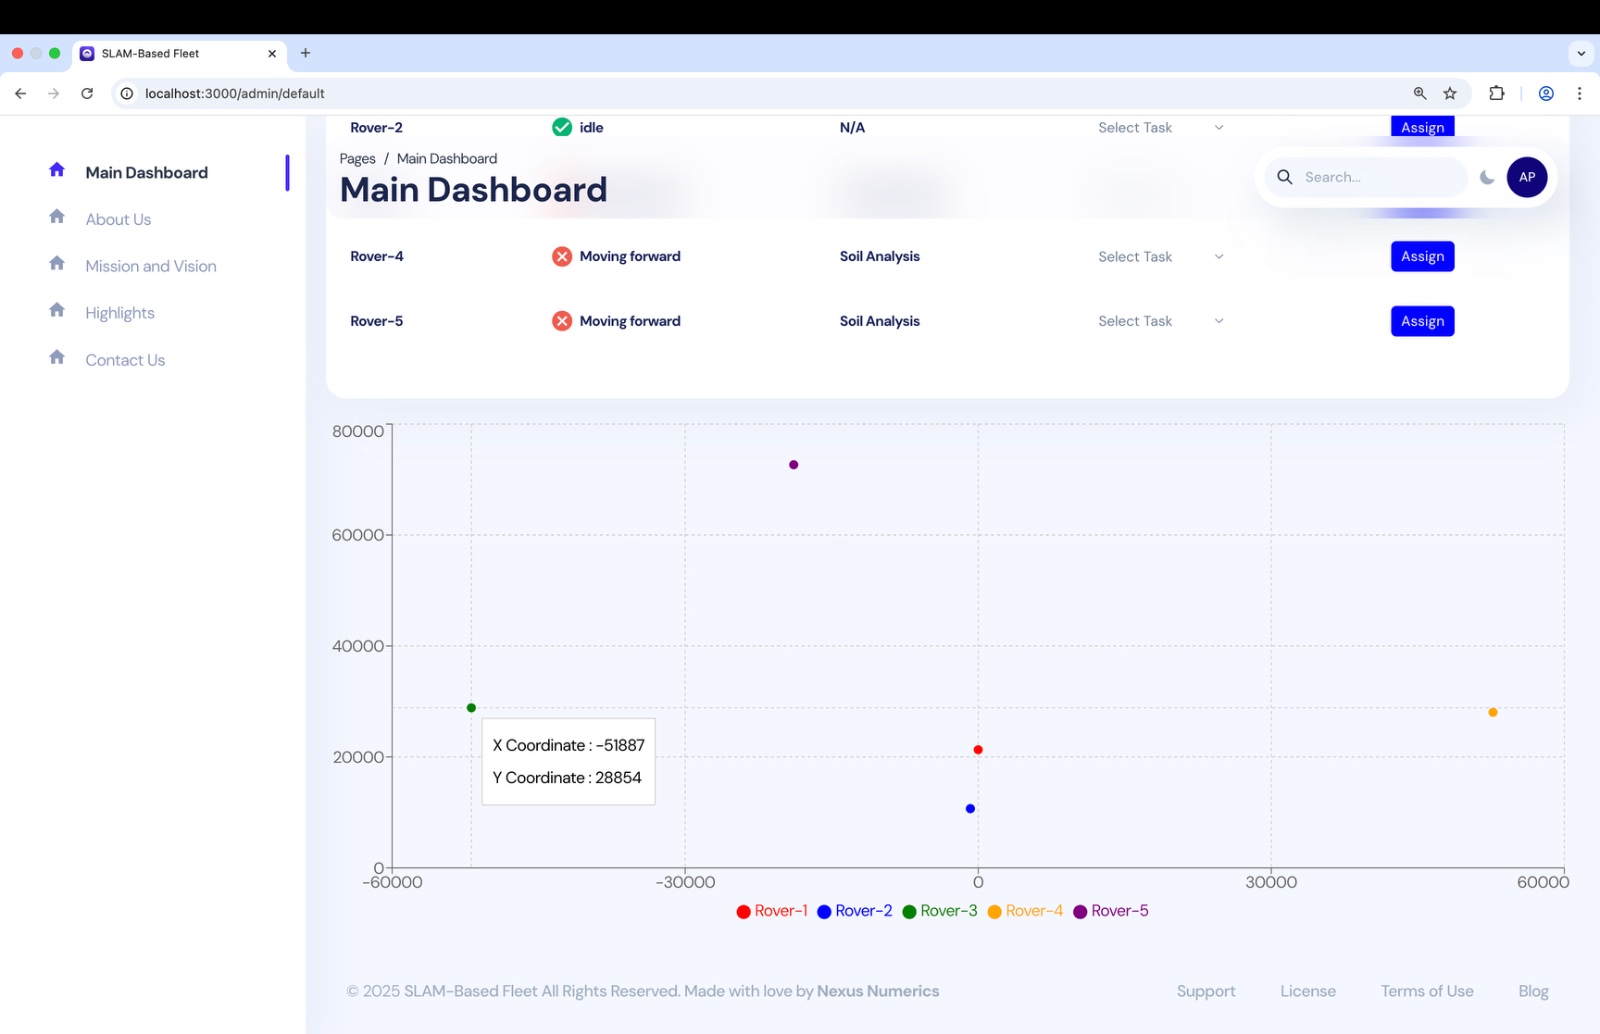 SLAM-Based Fleet
localhost:3000/admin/default
Rover-2 idle N/A Select Task Assign
Pages / Main Dashboard
Main Dashboard
Search...
AP
Main Dashboard
About Us
Mission and Vision
Highlights
Contact Us
Rover-4 Moving forward Soil Analysis Select Task Assign
Rover-5 Moving forward Soil Analysis Select Task Assign
80000
60000
40000
20000
0
X Coordinate : -51887
Y Coordinate : 28854
-60000 -30000 0 30000 60000
Rover-1 Rover-2 Rover-3 Rover-4 Rover-5
© 2025 SLAM-Based Fleet All Rights Reserved. Made with love by Nexus Numerics
Support License Terms of Use Blog